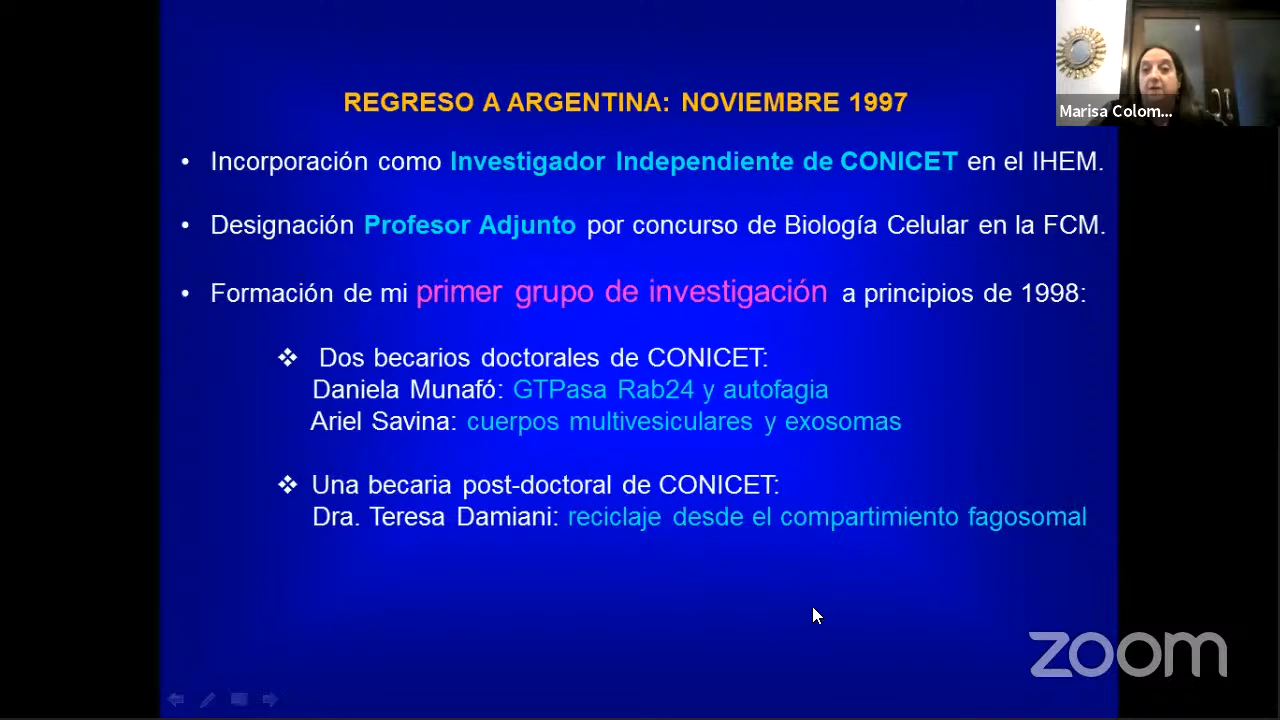 REGRESO A ARGENTINA: NOVIEMBRE 1997
Marisa Colom...
• Incorporación como Investigador Independiente de CONICET en el IHEM.
• Designación Profesor Adjunto por concurso de Biología Celular en la FCM.
• Formación de mi primer grupo de investigación a principios de 1998:
❖ Dos becarios doctorales de CONICET:
Daniela Munafó: GTPasa Rab24 y autofagia
Ariel Savina: cuerpos multivesiculares y exosomas
❖ Una becaria post-doctoral de CONICET:
Dra. Teresa Damiani: reciclaje desde el compartimiento fagosomal
zoom